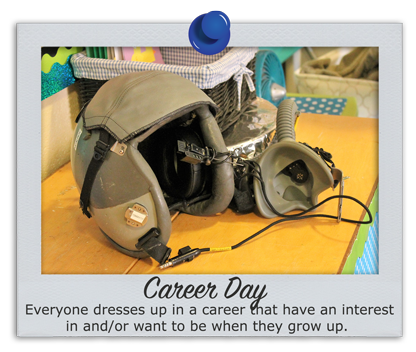 Career Day
Everyone dresses up in a career that have an interest
in and/or want to be when they grow up.